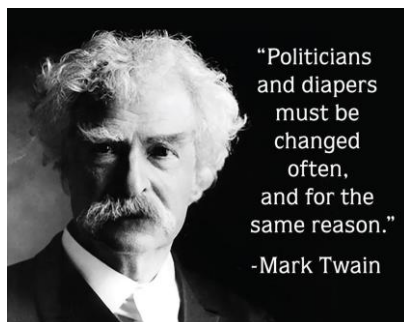 “Politicians
and diapers
must be
changed
often,
and for the
same reason.”
-Mark Twain